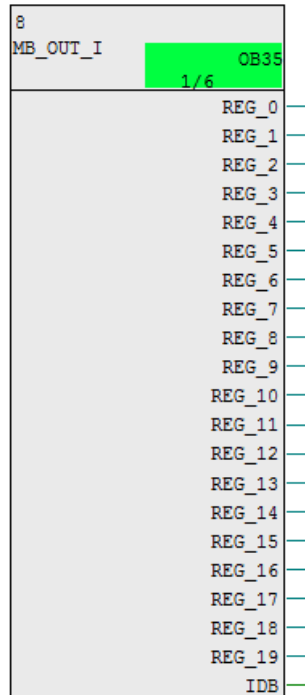 8
MB_OUT_I
OB35
1/6
REG_0
REG_1
REG_2
REG_3
REG_4
REG_5
REG_6
REG_7
REG_8
REG_9
REG_10
REG_11
REG_12
REG_13
REG_14
REG_15
REG_16
REG_17
REG_18
REG_19
IDB